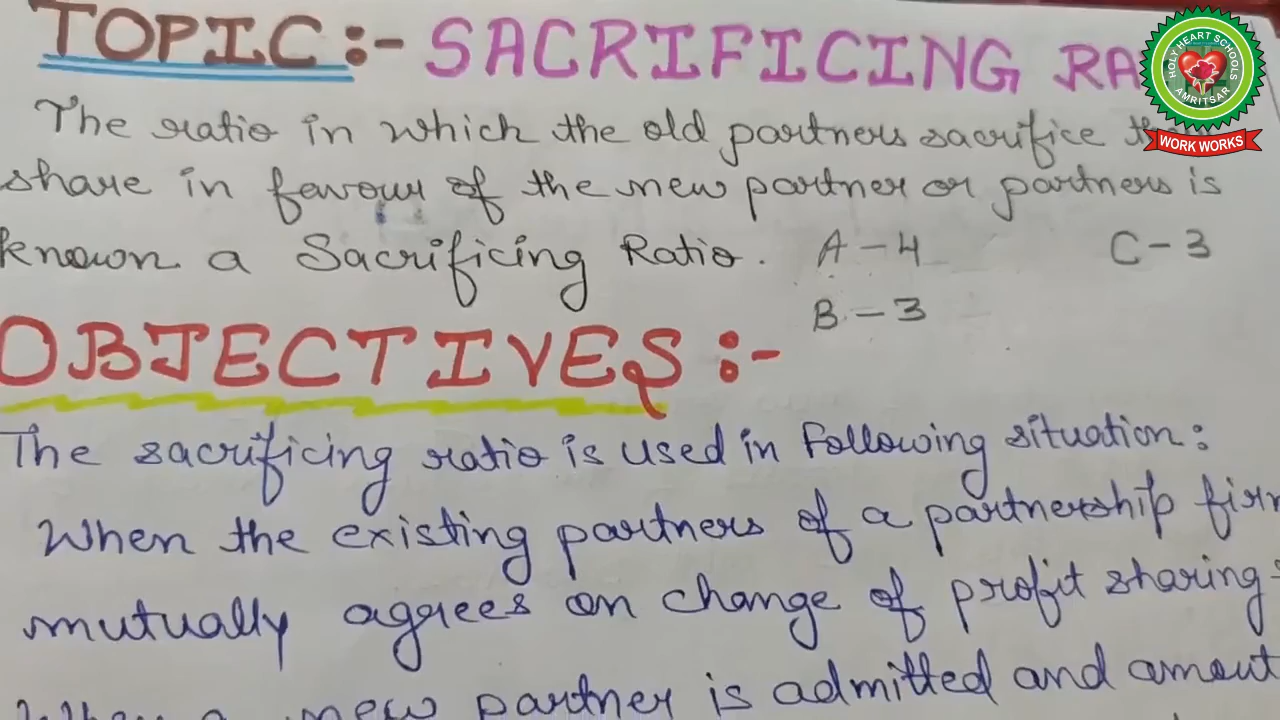 TOPIC :- SACRIFICING RA
The ratio in which the old partners sacrifice
share in favour of the new partner or partners is
known a Sacrificing Ratio. A - 4 C - 3
B - 3
OBJECTIVES :-
The sacrificing ratio is used in following situation :
When the existing partners of a partnership firm
mutually aggrees on change of profit sharing
new partner is admitted and amout
HOLY HEART SCHOOLS
AMRITSAR
WORK WORKS